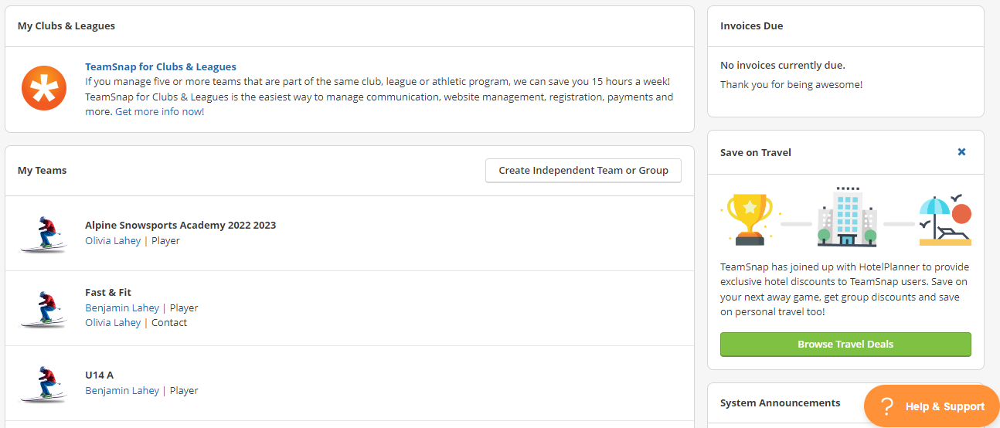 My Clubs & Leagues
TeamSnap for Clubs & Leagues
If you manage five or more teams that are part of the same club, league or athletic program, we can save you 15 hours a week!
TeamSnap for Clubs & Leagues is the easiest way to manage communication, website management, registration, payments and
more. Get more info now!
My Teams
Create Independent Team or Group
Alpine Snowsports Academy 2022 2023
Olivia Lahey | Player
Fast & Fit
Benjamin Lahey | Player
Olivia Lahey | Contact
U14 A
Benjamin Lahey | Player
Invoices Due
No invoices currently due.
Thank you for being awesome!
Save on Travel
TeamSnap has joined up with HotelPlanner to provide
exclusive hotel discounts to TeamSnap users. Save on
your next away game, get group discounts and save
on personal travel too!
Browse Travel Deals
System Announcements
? Help & Support